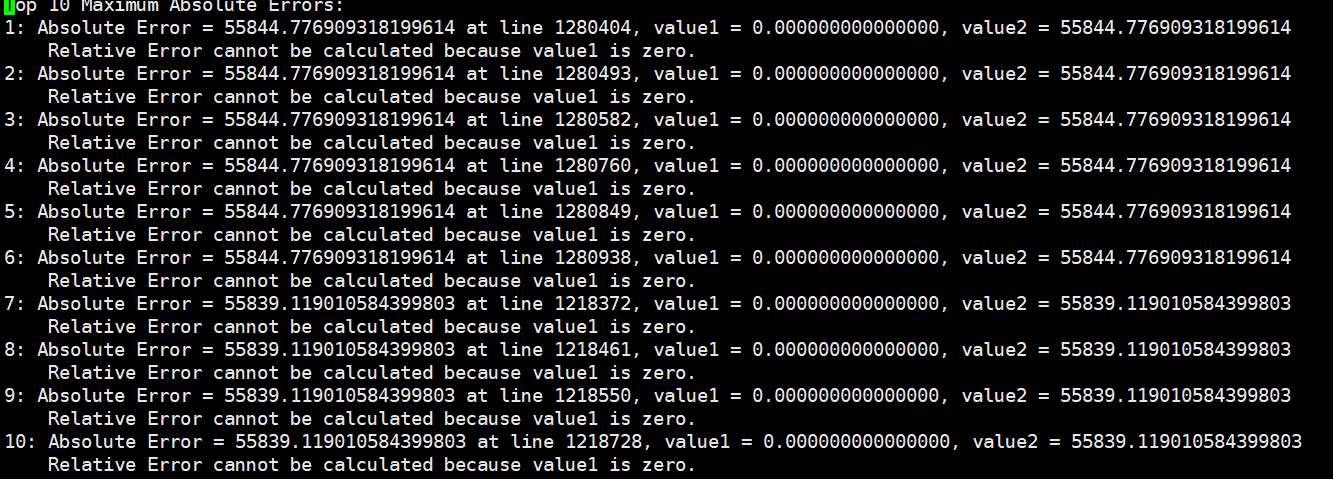 Top 10 Maximum Absolute Errors:
1: Absolute Error = 55844.776909318199614 at line 1280404, value1 = 0.000000000000000, value2 = 55844.776909318199614
    Relative Error cannot be calculated because value1 is zero.
2: Absolute Error = 55844.776909318199614 at line 1280493, value1 = 0.000000000000000, value2 = 55844.776909318199614
    Relative Error cannot be calculated because value1 is zero.
3: Absolute Error = 55844.776909318199614 at line 1280582, value1 = 0.000000000000000, value2 = 55844.776909318199614
    Relative Error cannot be calculated because value1 is zero.
4: Absolute Error = 55844.776909318199614 at line 1280760, value1 = 0.000000000000000, value2 = 55844.776909318199614
    Relative Error cannot be calculated because value1 is zero.
5: Absolute Error = 55844.776909318199614 at line 1280849, value1 = 0.000000000000000, value2 = 55844.776909318199614
    Relative Error cannot be calculated because value1 is zero.
6: Absolute Error = 55844.776909318199614 at line 1280938, value1 = 0.000000000000000, value2 = 55844.776909318199614
    Relative Error cannot be calculated because value1 is zero.
7: Absolute Error = 55839.119010584399803 at line 1218372, value1 = 0.000000000000000, value2 = 55839.119010584399803
    Relative Error cannot be calculated because value1 is zero.
8: Absolute Error = 55839.119010584399803 at line 1218461, value1 = 0.000000000000000, value2 = 55839.119010584399803
    Relative Error cannot be calculated because value1 is zero.
9: Absolute Error = 55839.119010584399803 at line 1218550, value1 = 0.000000000000000, value2 = 55839.119010584399803
    Relative Error cannot be calculated because value1 is zero.
10: Absolute Error = 55839.119010584399803 at line 1218728, value1 = 0.000000000000000, value2 = 55839.119010584399803
    Relative Error cannot be calculated because value1 is zero.